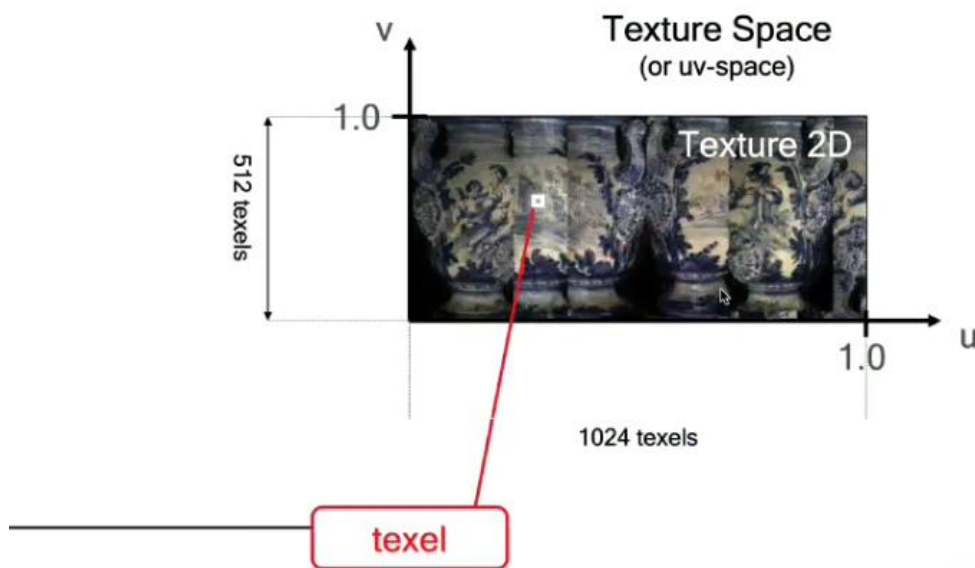 Texture Space
(or uv-space)
v
1.0
Texture 2D
512 texels
u
1.0
1024 texels
texel